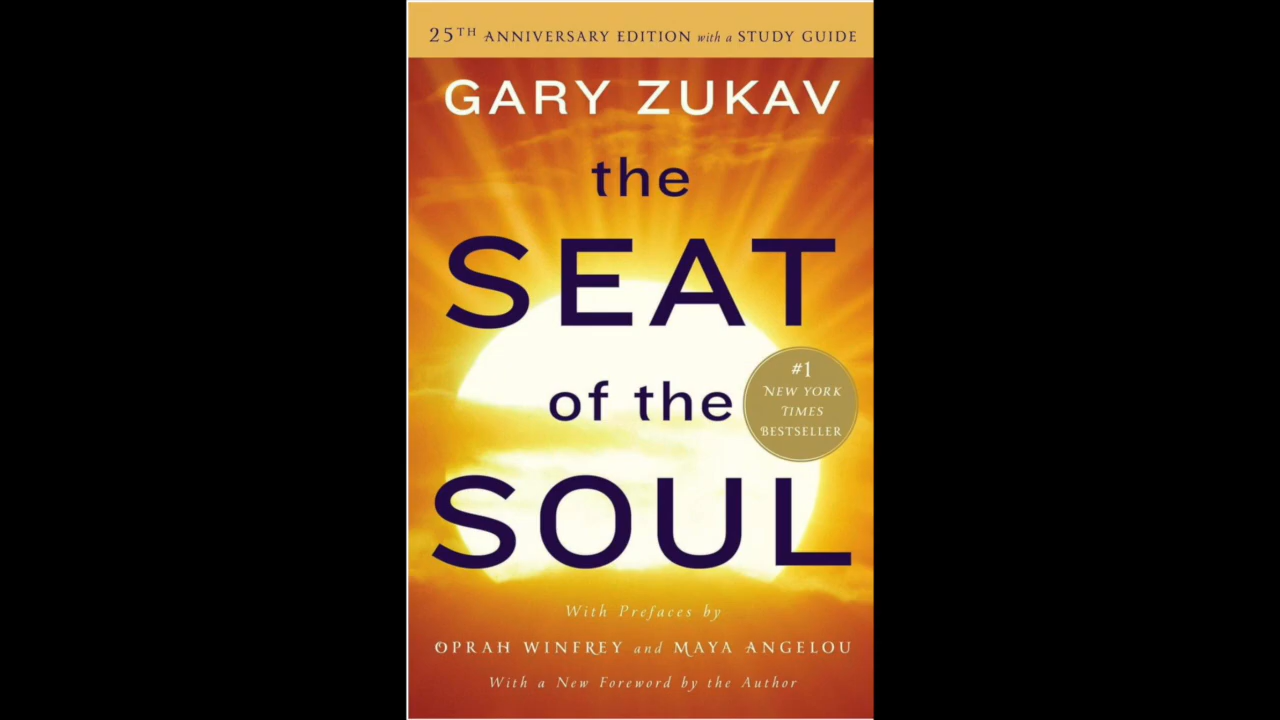 25TH ANNIVERSARY EDITION with a STUDY GUIDE
GARY ZUKAV
the
SEAT
of the
#1
NEW YORK
TIMES
BESTSELLER
SOUL
With Prefaces by
OPRAH WINFREY and MAYA ANGELOU
With a New Foreword by the Author